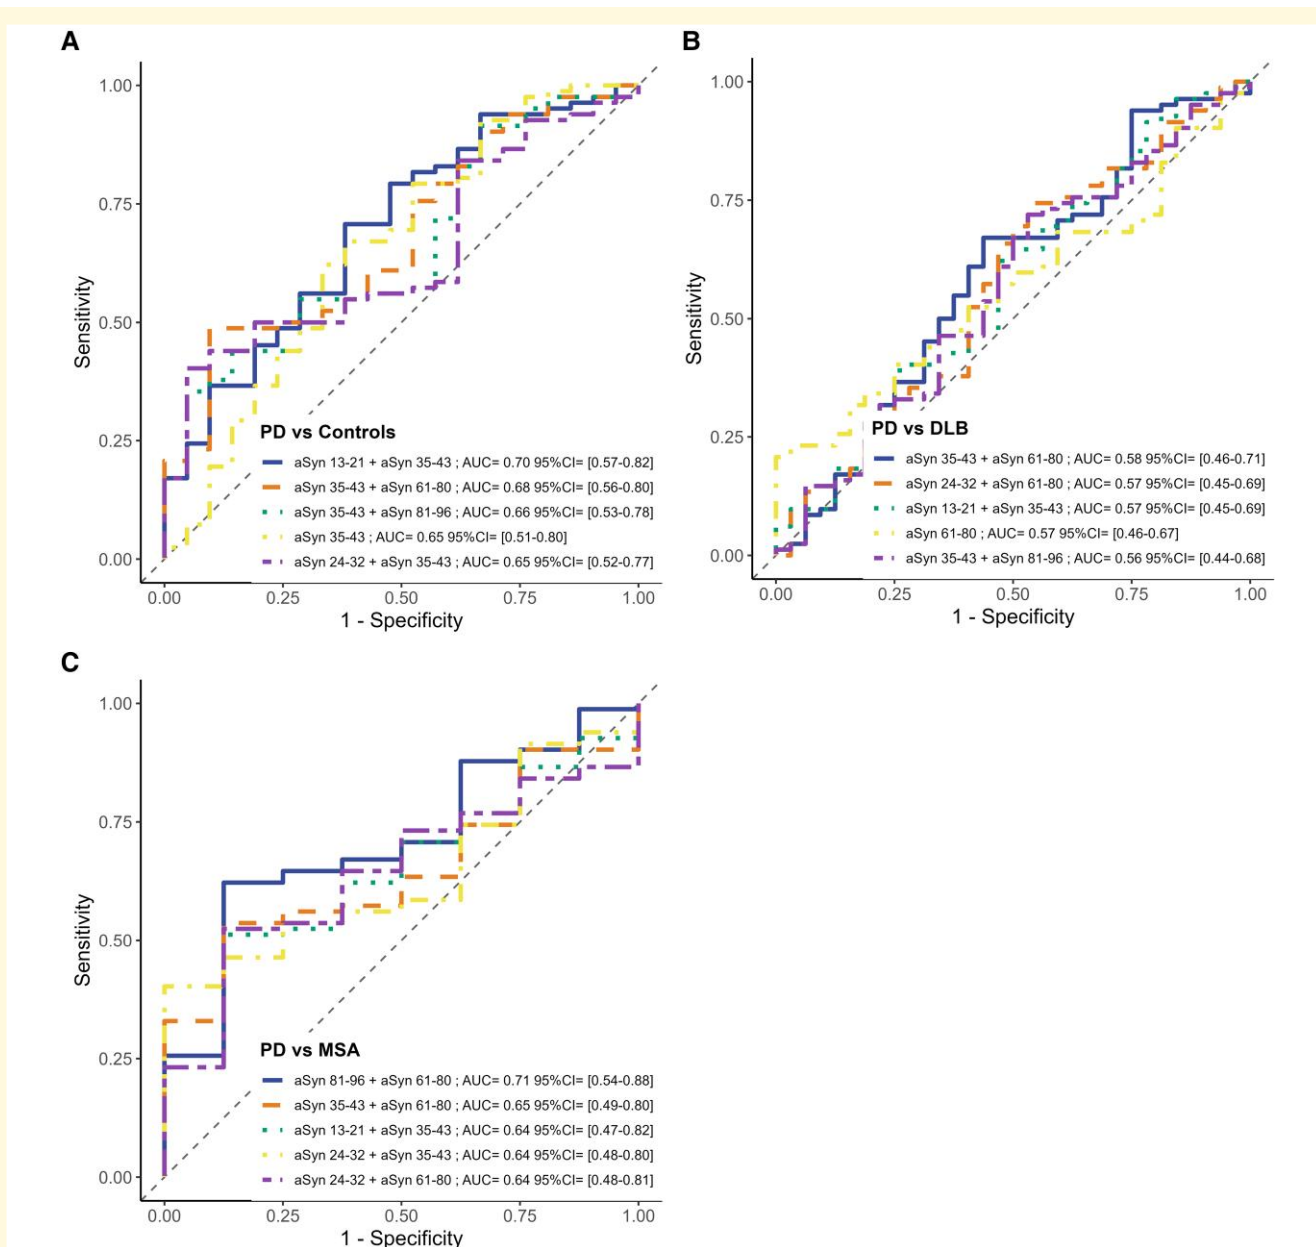 A
1.00
0.75
0.50
0.25
0.00
Sensitivity
PD vs Controls
aSyn 13-21 + aSyn 35-43 ; AUC= 0.70 95%CI= [0.57-0.82]
aSyn 35-43 + aSyn 61-80 ; AUC= 0.68 95%CI= [0.56-0.80]
aSyn 35-43 + aSyn 81-96 ; AUC= 0.66 95%CI= [0.53-0.78]
aSyn 35-43 ; AUC= 0.65 95%CI= [0.51-0.80]
aSyn 24-32 + aSyn 35-43 ; AUC= 0.65 95%CI= [0.52-0.77]
0.00 0.25 0.50 0.75 1.00
1 - Specificity
B
1.00
0.75
0.50
0.25
0.00
Sensitivity
PD vs DLB
aSyn 35-43 + aSyn 61-80 ; AUC= 0.58 95%CI= [0.46-0.71]
aSyn 24-32 + aSyn 61-80 ; AUC= 0.57 95%CI= [0.45-0.69]
aSyn 13-21 + aSyn 35-43 ; AUC= 0.57 95%CI= [0.45-0.69]
aSyn 61-80 ; AUC= 0.57 95%CI= [0.46-0.67]
aSyn 35-43 + aSyn 81-96 ; AUC= 0.56 95%CI= [0.44-0.68]
0.00 0.25 0.50 0.75 1.00
1 - Specificity
C
1.00
0.75
0.50
0.25
0.00
Sensitivity
PD vs MSA
aSyn 81-96 + aSyn 61-80 ; AUC= 0.71 95%CI= [0.54-0.88]
aSyn 35-43 + aSyn 61-80 ; AUC= 0.65 95%CI= [0.49-0.80]
aSyn 13-21 + aSyn 35-43 ; AUC= 0.64 95%CI= [0.47-0.82]
aSyn 24-32 + aSyn 35-43 ; AUC= 0.64 95%CI= [0.48-0.80]
aSyn 24-32 + aSyn 61-80 ; AUC= 0.64 95%CI= [0.48-0.81]
0.00 0.25 0.50 0.75 1.00
1 - Specificity